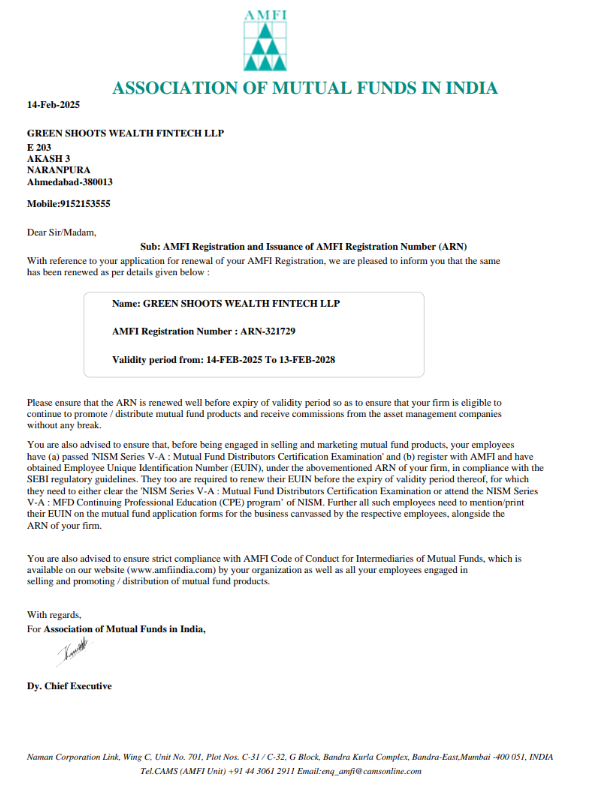 AMFI
ASSOCIATION OF MUTUAL FUNDS IN INDIA
14-Feb-2025
GREEN SHOOTS WEALTH FINTECH LLP
E 203
AKASH 3
NARANPURA
Ahmedabad-380013
Mobile:9152153555
Dear Sir/Madam,
Sub: AMFI Registration and Issuance of AMFI Registration Number (ARN)
With reference to your application for renewal of your AMFI Registration, we are pleased to inform you that the same
has been renewed as per details given below :
Name: GREEN SHOOTS WEALTH FINTECH LLP
AMFI Registration Number : ARN-321729
Validity period from: 14-FEB-2025 To 13-FEB-2028
Please ensure that the ARN is renewed well before expiry of validity period so as to ensure that your firm is eligible to
continue to promote / distribute mutual fund products and receive commissions from the asset management companies
without any break.
You are also advised to ensure that, before being engaged in selling and marketing mutual fund products, your employees
have (a) passed 'NISM Series V-A : Mutual Fund Distributors Certification Examination' and (b) register with AMFI and have
obtained Employee Unique Identification Number (EUIN), under the abovementioned ARN of your firm, in compliance with the
SEBI regulatory guidelines. They too are required to renew their EUIN before the expiry of validity period thereof, for which
they need to either clear the 'NISM Series V-A : Mutual Fund Distributors Certification Examination or attend the NISM Series
V-A : MFD Continuing Professional Education (CPE) program' of NISM. Further all such employees need to mention/print
their EUIN on the mutual fund application forms for the business canvassed by the respective employees, alongside the
ARN of your firm.
You are also advised to ensure strict compliance with AMFI Code of Conduct for Intermediaries of Mutual Funds, which is
available on our website (www.amfiindia.com) by your organization as well as all your employees engaged in
selling and promoting / distribution of mutual fund products.
With regards,
For Association of Mutual Funds in India,
Dy. Chief Executive
Naman Corporation Link, Wing C, Unit No. 701, Plot Nos. C-31 / C-32, G Block, Bandra Kurla Complex, Bandra-East,Mumbai -400 051, INDIA
Tel.CAMS (AMFI Unit) +91 44 3061 2911 Email:enq_amfi@camsonline.com